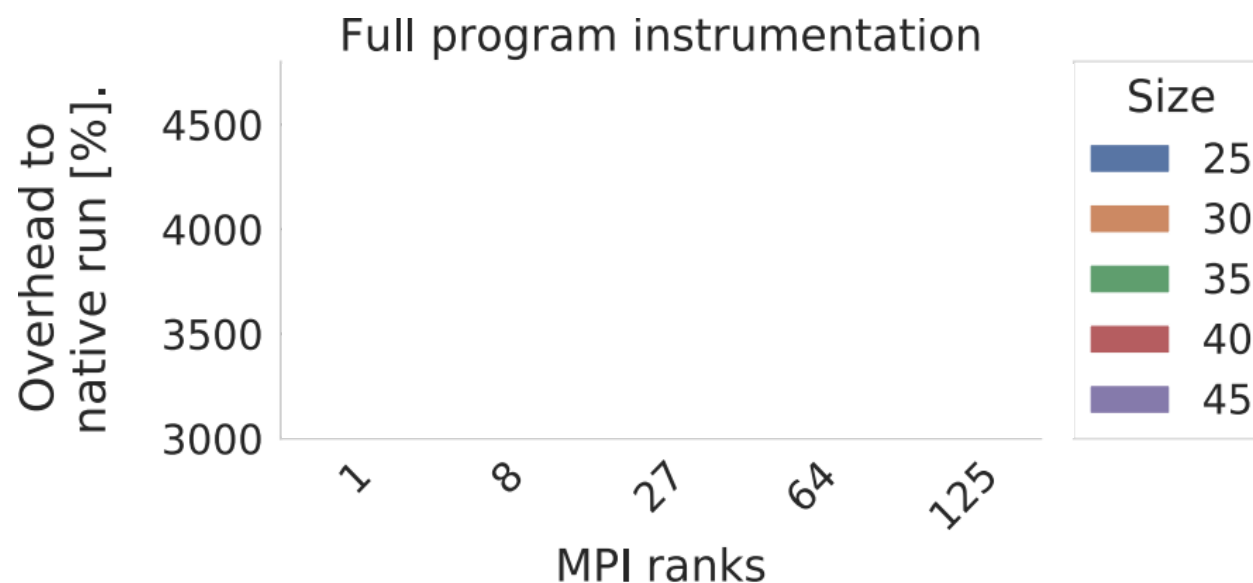 Full program instrumentation
Overhead to
native run [%].
4500
4000
3500
3000
1
8
27
64
125
MPI ranks
Size
25
30
35
40
45